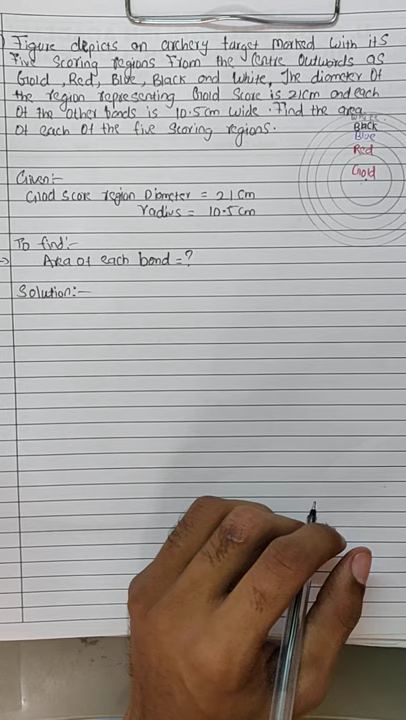 Figure depicts an archery target marked with its
Five Scoring regions From the Centre Outwards as
Gold, Red, Blue, Black and White, The diameter Of
the region representing Gold Score is 21cm and each
Of the other bands is 10.5cm wide. Find the area
Of each Of the five Scoring regions.
White
Black
Blue
Red
Gold
Given:-
Glod Score region Diameter = 21cm
radius = 10.5cm
To find:-
Area of each bond = ?
Solution:-